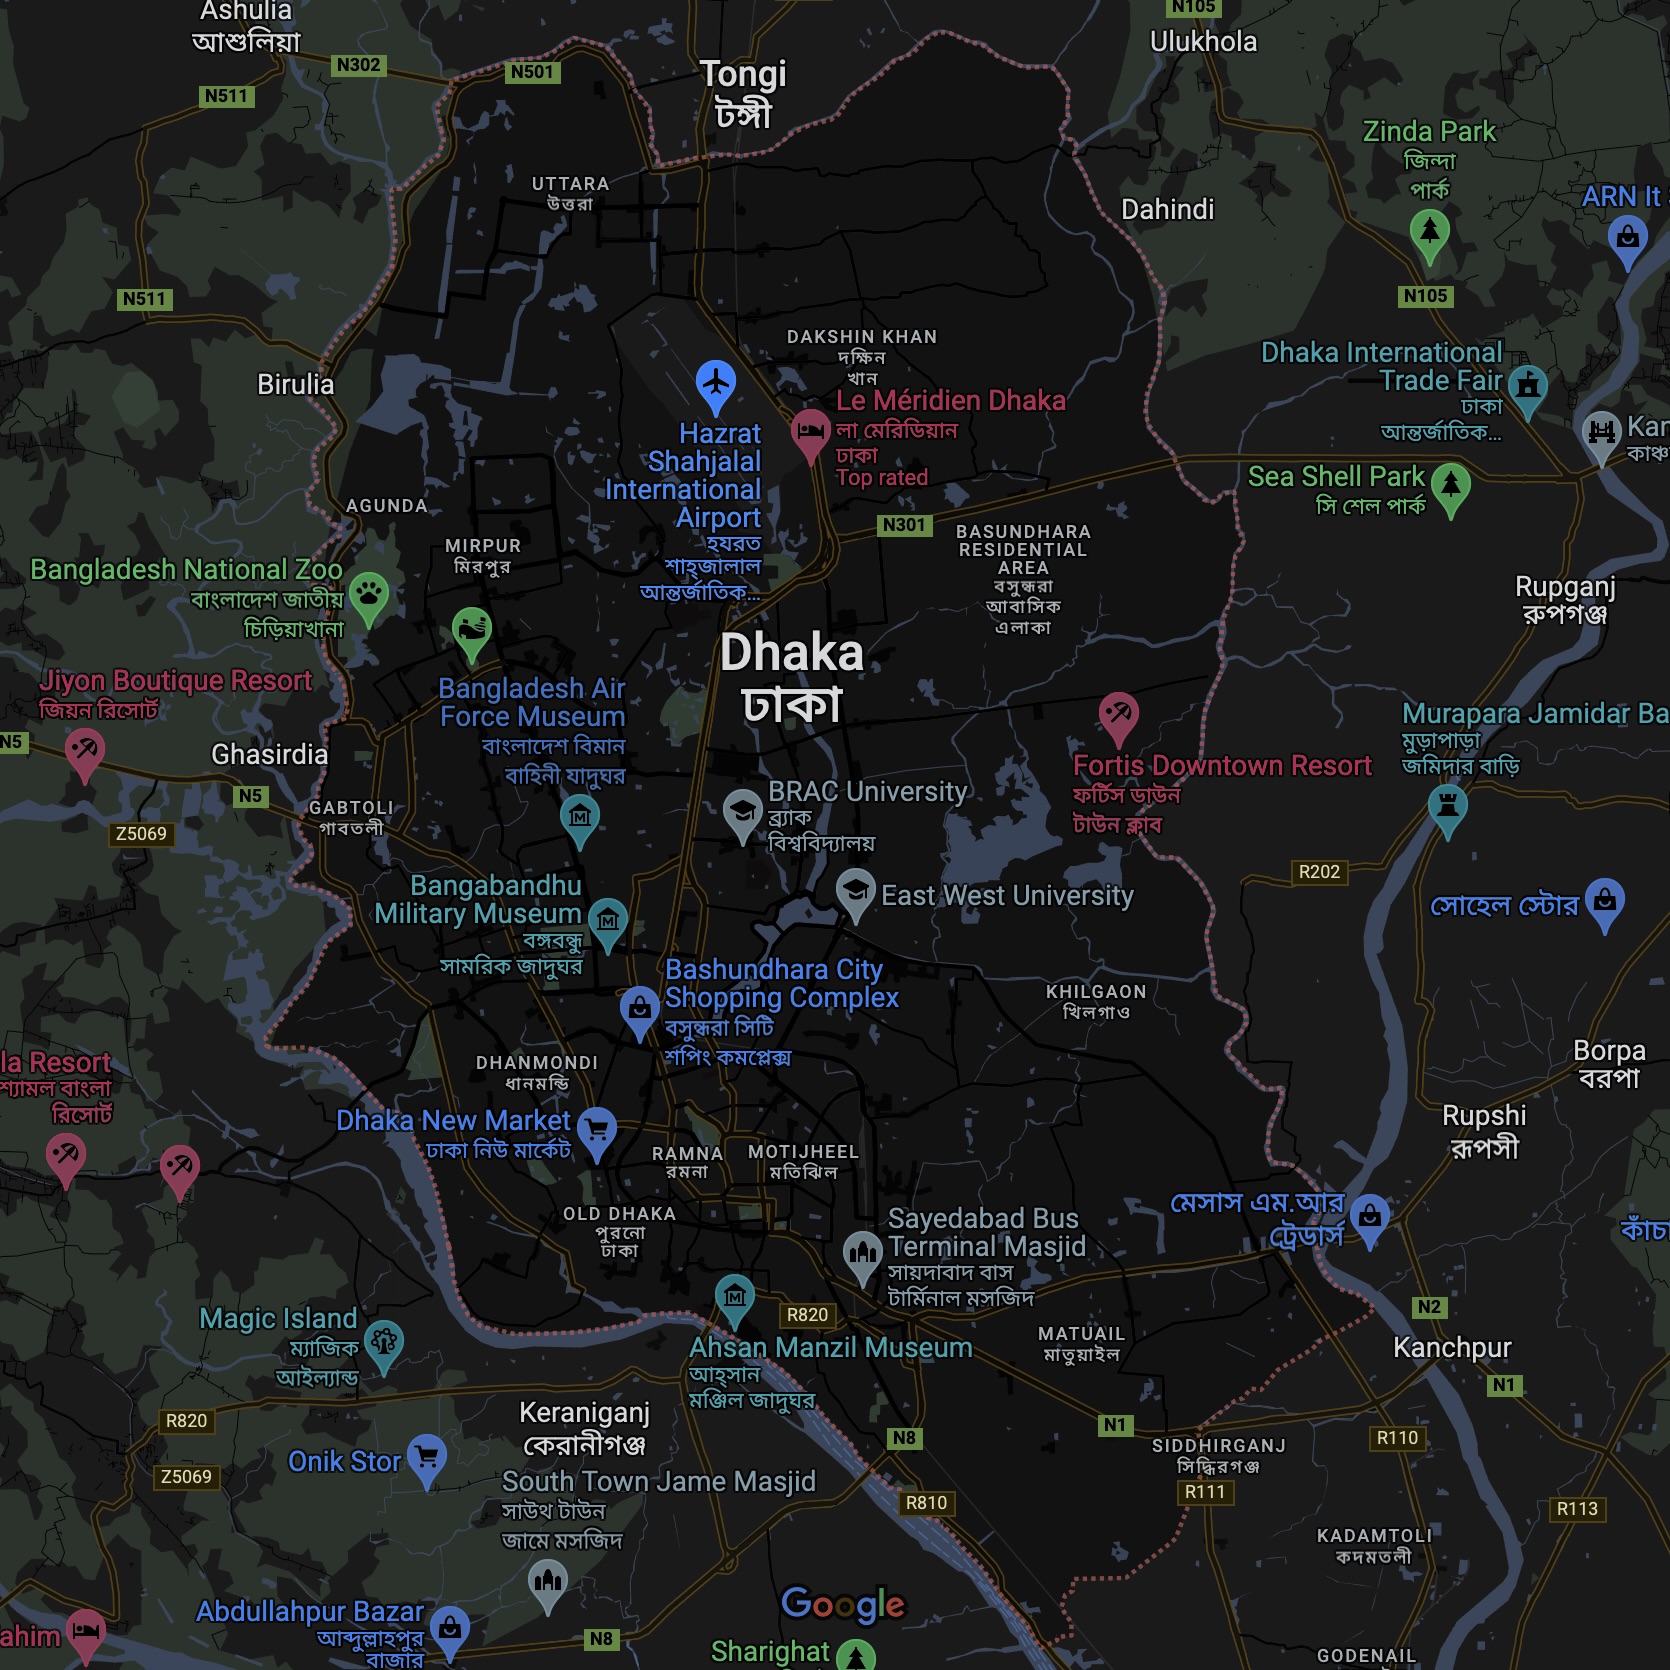 Ashulia
আশুলিয়া
N105
Ulukhola
N302
N501
N511
Tongi
টঙ্গী
Zinda Park
জিন্দা
পার্ক
UTTARA
উত্তরা
Dahindi
ARN It
N511
N105
DAKSHIN KHAN
দক্ষিন
খান
Dhaka International
Trade Fair
ঢাকা
আন্তর্জাতিক...
Birulia
Le Méridien Dhaka
লা মেরিডিয়ান
ঢাকা
Top rated
Hazrat
Shahjalal
International
Airport
হযরত
শাহজালাল
আন্তর্জাতিক...
Kan
কাঞ্চ
Sea Shell Park
সি শেল পার্ক
AGUNDA
N301
BASUNDHARA
RESIDENTIAL
AREA
বসুন্ধরা
আবাসিক
এলাকা
MIRPUR
মিরপুর
Bangladesh National Zoo
বাংলাদেশ জাতীয়
চিড়িয়াখানা
Rupganj
রুপগঞ্জ
Dhaka
ঢাকা
Jiyon Boutique Resort
জিয়ন রিসোর্ট
Bangladesh Air
Force Museum
বাংলাদেশ বিমান
বাহিনী যাদুঘর
Murapara Jamidar Ba
মুড়াপাড়া
জমিদার বাড়ি
N5
Ghasirdia
Fortis Downtown Resort
ফর্টিস ডাউন
টাউন ক্লাব
N5
GABTOLI
গাবতলী
BRAC University
ব্র্যাক
বিশ্ববিদ্যালয়
Z5069
R202
Bangabandhu
Military Museum
বঙ্গবন্ধু
সামরিক জাদুঘর
East West University
সোহেল স্টোর
Bashundhara City
Shopping Complex
বসুন্ধরা সিটি
শপিং কমপ্লেক্স
KHILGAON
খিলগাও
Borpa
বরপা
la Resort
শ্যামল বাংলা
রিসোর্ট
DHANMONDI
ধানমন্ডি
Rupshi
রূপসী
Dhaka New Market
ঢাকা নিউ মার্কেট
RAMNA
রমনা
MOTIJHEEL
মতিঝিল
OLD DHAKA
পুরনো
ঢাকা
Sayedabad Bus
Terminal Masjid
সায়দাবাদ বাস
টার্মিনাল মসজিদ
মেসাস এম.আর
ট্রেডার্স
কাঁচা
Magic Island
ম্যাজিক
আইল্যান্ড
R820
N2
Ahsan Manzil Museum
আহসান
মঞ্জিল জাদুঘর
MATUAIL
মাতুয়াইল
Kanchpur
N1
R820
Keraniganj
কেরানীগঞ্জ
N8
N1
R110
SIDDHIRGANJ
সিদ্ধিরগঞ্জ
Onik Stor
Z5069
South Town Jame Masjid
সাউথ টাউন
জামে মসজিদ
R810
R111
R113
KADAMTOLI
কদমতলী
Google
Abdullahpur Bazar
আব্দুল্লাহপুর
বাজার
ahim
N8
Sharighat
GODENAIL